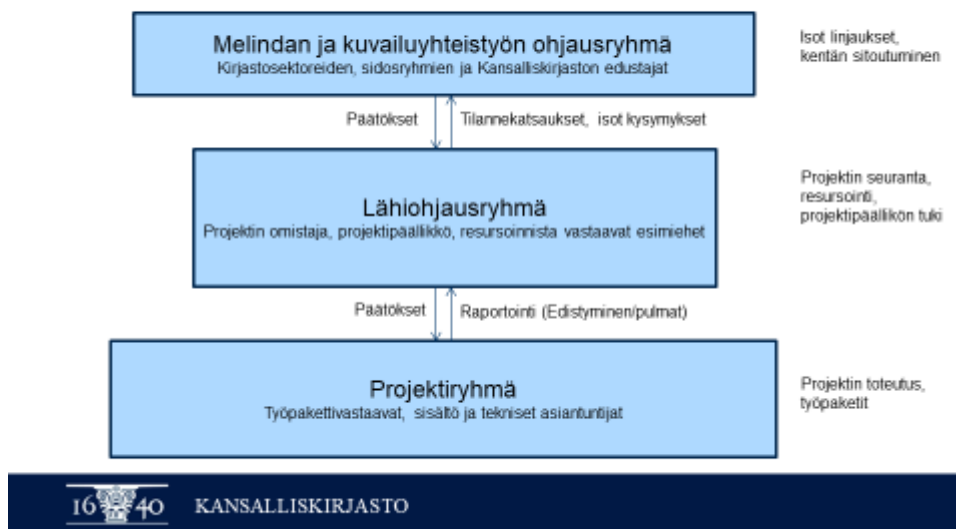 Melindan ja kuvailuyhteistyön ohjausryhmä
Kirjastosektoreiden, sidosryhmien ja Kansalliskirjaston edustajat
Isot linjaukset,
kentän sitoutuminen
Päätökset
Tilannekatsaukset, isot kysymykset
Lähiohjausryhmä
Projektin omistaja, projektipäällikkö, resursoinnista vastaavat esimiehet
Projektin seuranta,
resursointi,
projektipäällikön tuki
Päätökset
Raportointi (Edistyminen/pulmat)
Projektiryhmä
Työpakettivastaavat, sisältö ja tekniset asiantuntijat
Projektin toteutus,
työpaketit
16 40 KANSALLISKIRJASTO